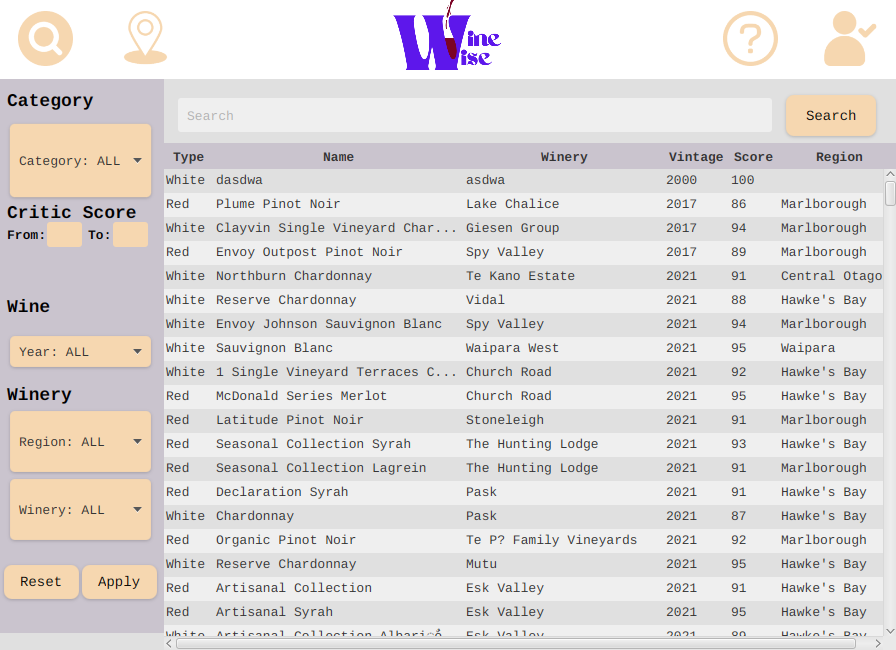 Wine
Wise
Category
Category: ALL
Critic Score
From: To:
Wine
Year: ALL
Winery
Region: ALL
Winery: ALL
Reset Apply
Search Search
Type Name Winery Vintage Score Region
White dasdwa asdwa 2000 100
Red Plume Pinot Noir Lake Chalice 2017 86 Marlborough
White Clayvin Single Vineyard Char... Giesen Group 2017 94 Marlborough
Red Envoy Outpost Pinot Noir Spy Valley 2017 89 Marlborough
White Northburn Chardonnay Te Kano Estate 2021 91 Central Otago
White Reserve Chardonnay Vidal 2021 88 Hawke's Bay
White Envoy Johnson Sauvignon Blanc Spy Valley 2021 94 Marlborough
White Sauvignon Blanc Waipara West 2021 95 Waipara
White 1 Single Vineyard Terraces C... Church Road 2021 92 Hawke's Bay
Red McDonald Series Merlot Church Road 2021 95 Hawke's Bay
Red Latitude Pinot Noir Stoneleigh 2021 91 Marlborough
Red Seasonal Collection Syrah The Hunting Lodge 2021 93 Hawke's Bay
Red Seasonal Collection Lagrein The Hunting Lodge 2021 91 Marlborough
Red Declaration Syrah Pask 2021 91 Hawke's Bay
White Chardonnay Pask 2021 87 Hawke's Bay
Red Organic Pinot Noir Te P? Family Vineyards 2021 92 Marlborough
White Reserve Chardonnay Mutu 2021 95 Hawke's Bay
Red Artisanal Collection Esk Valley 2021 91 Hawke's Bay
Red Artisanal Syrah Esk Valley 2021 95 Hawke's Bay
White Artisanal Collection Esk Valley 2021 89 Hawke's Bay